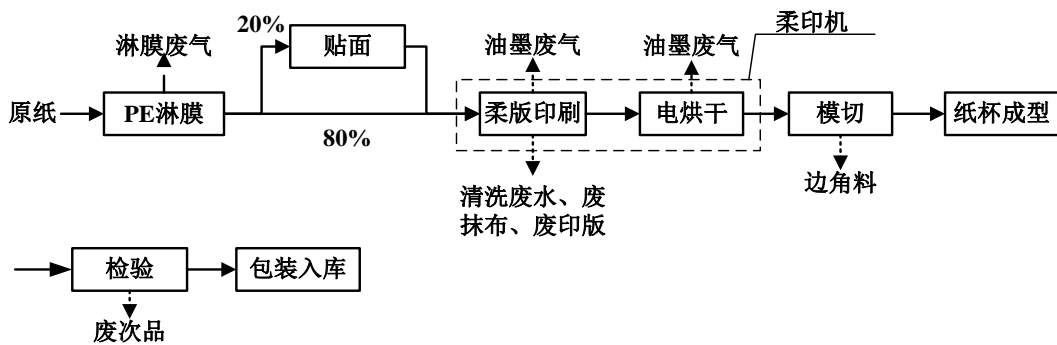 20%
贴面
柔印机
淋膜废气
油墨废气
油墨废气
原纸
PE淋膜
80%
柔版印刷
电烘干
模切
纸杯成型
清洗废水、废
抹布、废印版
边角料
检验
包装入库
废次品